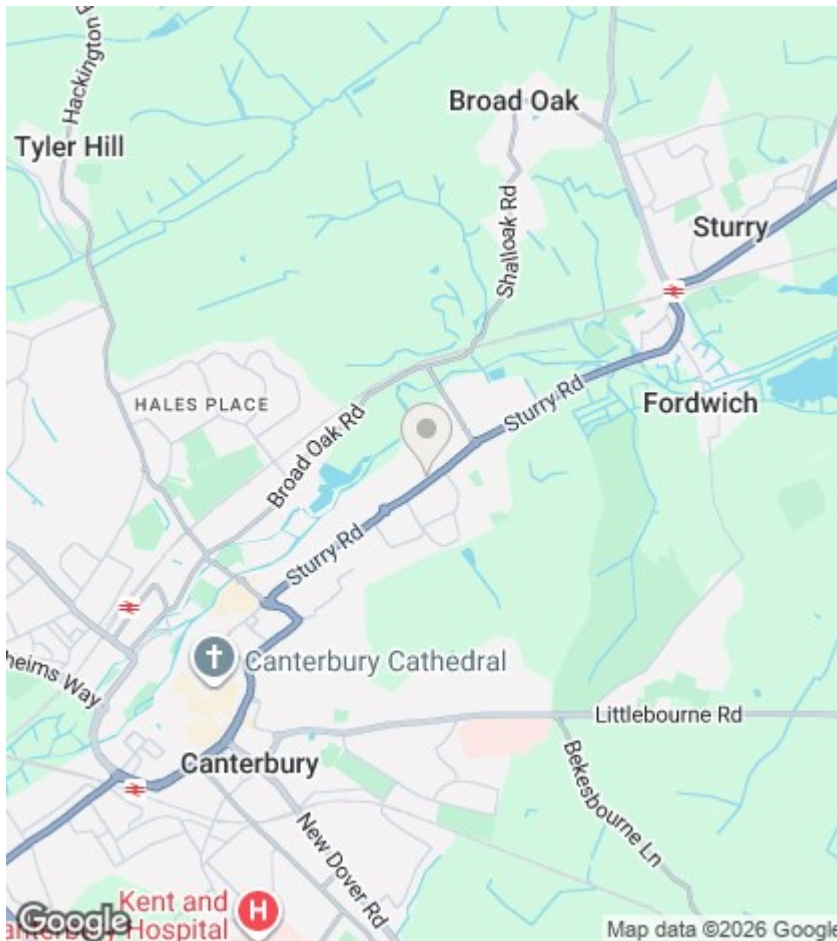 Hackington Rd
Broad Oak
Tyler Hill
Shalloak Rd
Sturry
HALES PLACE
Broad Oak Rd
Sturry Rd
Fordwich
Sturry Rd
Canterbury Cathedral
heims Way
Littlebourne Rd
Canterbury
Bekesbourne Ln
New Dover Rd
Kent and
anterbury Hospital
H
Google
Map data ©2026 Google